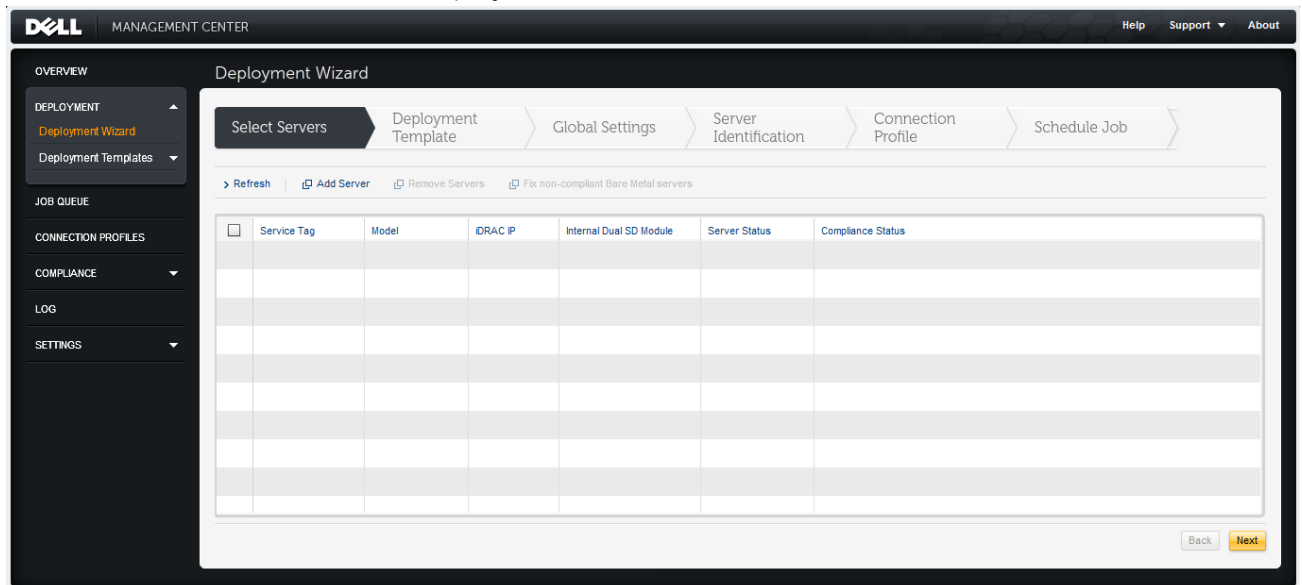 DELL MANAGEMENT CENTER
Help Support About
OVERVIEW
DEPLOYMENT
Deployment Wizard
Deployment Templates
JOB QUEUE
CONNECTION PROFILES
COMPLIANCE
LOG
SETTINGS
Deployment Wizard
Select Servers
Deployment
Template
Global Settings
Server
Identification
Connection
Profile
Schedule Job
Refresh Add Server Remove Servers Fix non-compliant Bare Metal servers
Service Tag Model iDRAC IP Internal Dual SD Module Server Status Compliance Status
Back Next